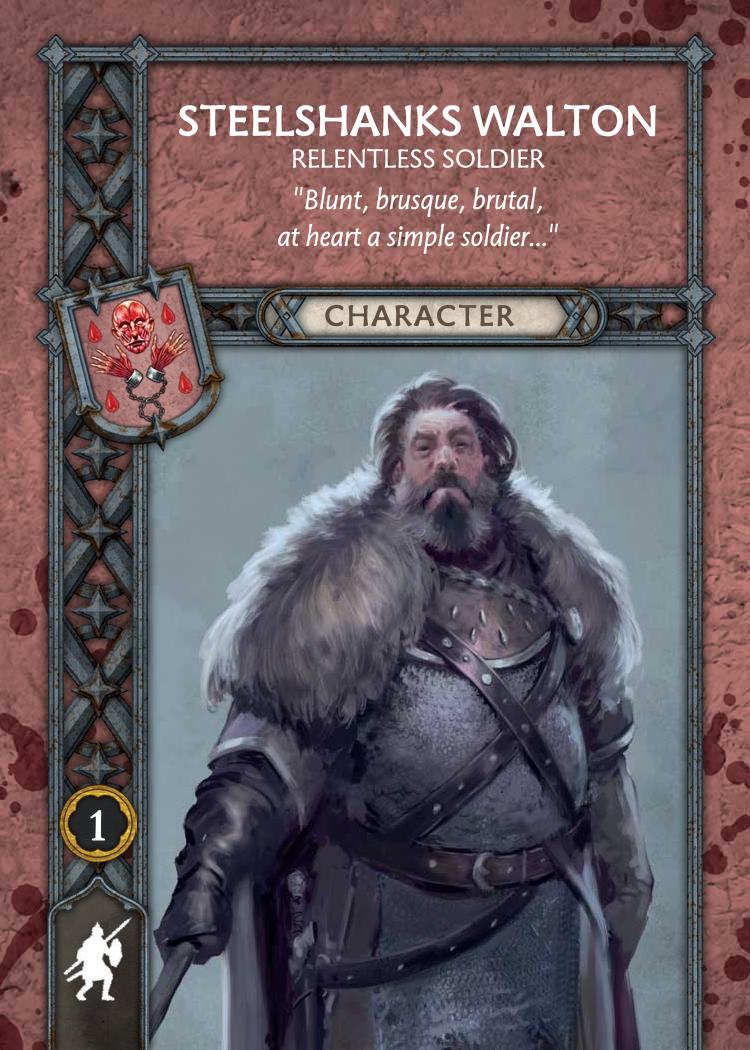 STEELSHANKS WALTON
RELENTLESS SOLDIER
"Blunt, brusque, brutal,
at heart a simple soldier..."
CHARACTER
1